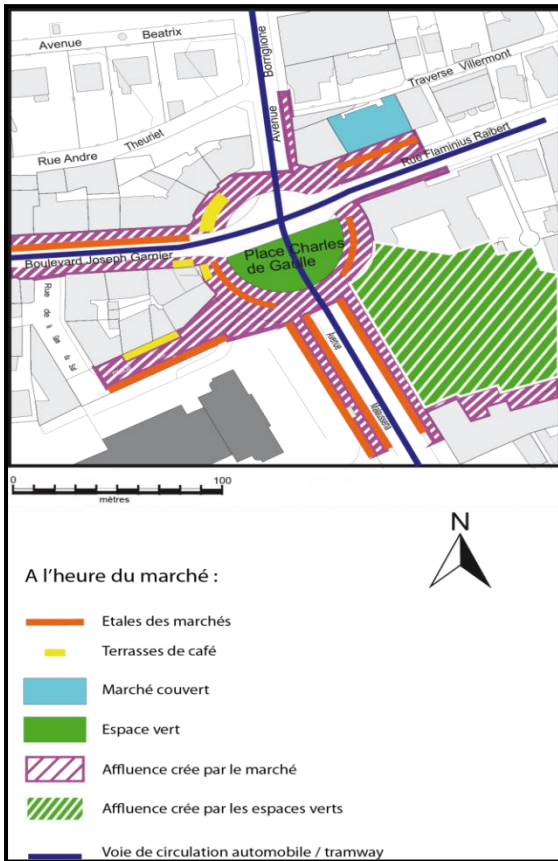 Avenue Beatrix
Borriglione
Avenue
Traverse Villermont
Rue Andre Theuriet
Rue Flaminius Raibert
Place Charles
de Gaulle
Boulevard Joseph Garnier
Rue de
Avenue
Malausséna
0 100
mètres
N
A l'heure du marché :
Etales des marchés
Terrasses de café
Marché couvert
Espace vert
Affluence crée par le marché
Affluence crée par les espaces verts
Voie de circulation automobile / tramway